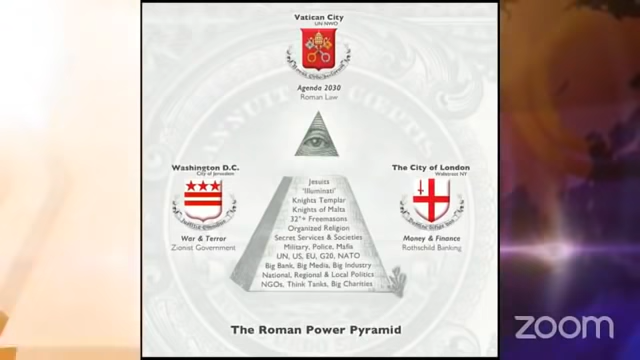 Vatican City
UN NWO
Agenda 2030
Roman Law
ANNUIT COEPTIS
Washington D.C.
City of Jerusalem
War & Terror
Zionist Government
The City of London
Wallstreet NY
Money & Finance
Rothschild Banking
Jesuits
'Illuminati'
Knights Templar
Knights of Malta
32°+ Freemasons
Organized Religion
Secret Services & Societies
Military, Police, Mafia
UN, US, EU, G20, NATO
Big Bank, Big Media, Big Industry
National, Regional & Local Politics
NGOs, Think Tanks, Big Charities
The Roman Power Pyramid
zoom